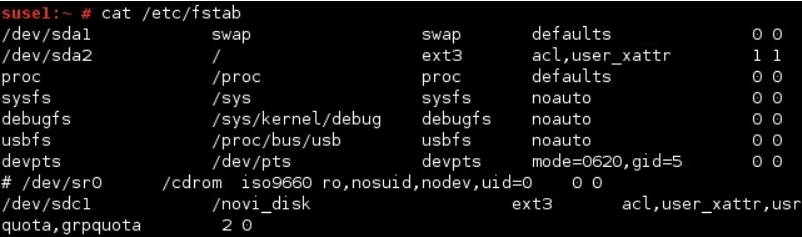 suse1:~ # cat /etc/fstab
/dev/sda1 swap swap defaults 0 0
/dev/sda2 / ext3 acl,user_xattr 1 1
proc /proc proc defaults 0 0
sysfs /sys sysfs noauto 0 0
debugfs /sys/kernel/debug debugfs noauto 0 0
usbfs /proc/bus/usb usbfs noauto 0 0
devpts /dev/pts devpts mode=0620,gid=5 0 0
# /dev/sr0 /cdrom iso9660 ro,nosuid,nodev,uid=0 0 0
/dev/sdc1 /novi_disk ext3 acl,user_xattr,usr
quota,grpquota 2 0